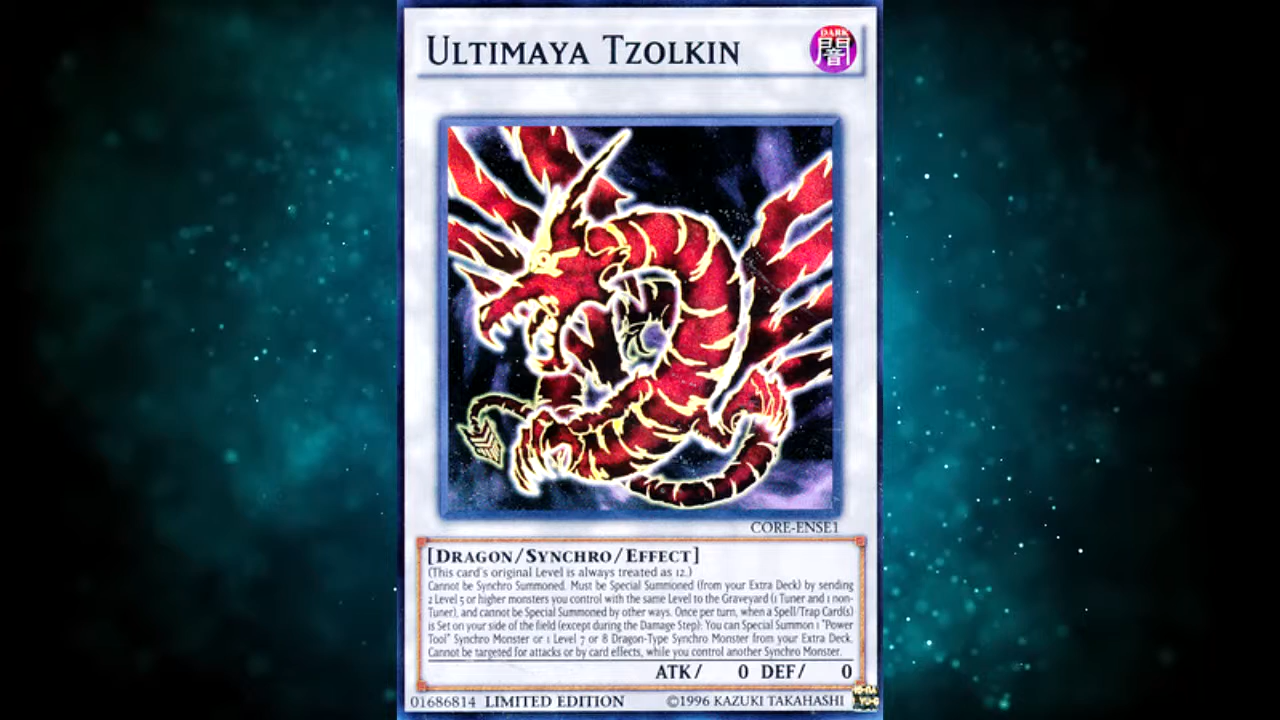 ULTIMAYA TZOLKIN
DARK
闇
CORE-ENSE1
[DRAGON/SYNCHRO/EFFECT]
(This card's original Level is always treated as 12.)
Cannot be Synchro Summoned. Must be Special Summoned (from your Extra Deck) by sending
2 Level 5 or higher monsters you control with the same Level to the Graveyard (1 Tuner and 1 non-
Tuner), and cannot be Special Summoned by other ways. Once per turn, when a Spell/Trap Card(s)
is Set on your side of the field (except during the Damage Step): You can Special Summon 1 "Power
Tool" Synchro Monster or 1 Level 7 or 8 Dragon-Type Synchro Monster from your Extra Deck.
Cannot be targeted for attacks or by card effects, while you control another Synchro Monster.
ATK/ 0 DEF/ 0
01686814 LIMITED EDITION ©1996 KAZUKI TAKAHASHI